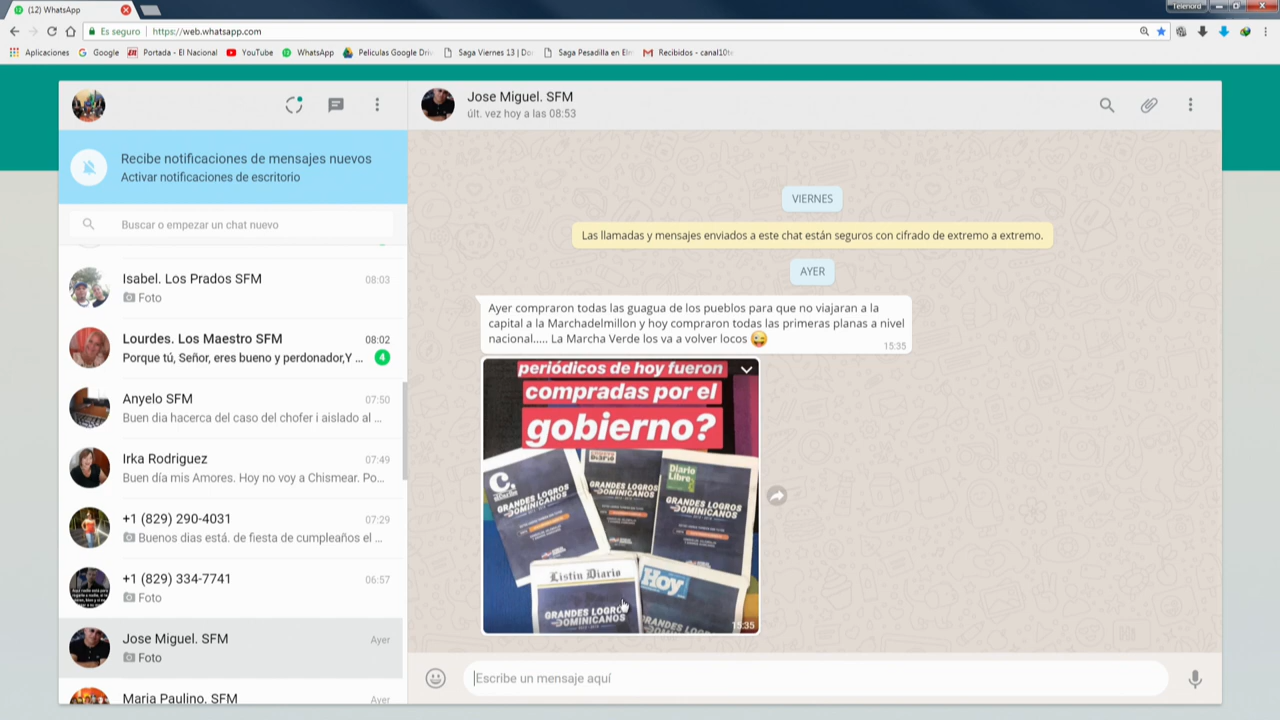 (12) WhatsApp
Telenord
Es seguro
https://web.whatsapp.com
Aplicaciones
Google
Portada - El Nacional
YouTube
WhatsApp
Peliculas Google Driv
Saga Viernes 13 | Do
Saga Pesadilla en El
Recibidos - canal10t
Recibe notificaciones de mensajes nuevos
Activar notificaciones de escritorio
Buscar o empezar un chat nuevo
Isabel. Los Prados SFM
08:03
Foto
Lourdes. Los Maestro SFM
08:02
Porque tú, Señor, eres bueno y perdonador,Y ...
4
Anyelo SFM
07:50
Buen dia hacerca del caso del chofer i aislado al ...
Irka Rodriguez
07:49
Buen día mis Amores. Hoy no voy a Chismear. Po...
+1 (829) 290-4031
07:29
Buenos dias está. de fiesta de cumpleaños el ...
+1 (829) 334-7741
06:57
Foto
Jose Miguel. SFM
Ayer
Foto
Maria Paulino. SFM
Ayer
Jose Miguel. SFM
últ. vez hoy a las 08:53
VIERNES
Las llamadas y mensajes enviados a este chat están seguros con cifrado de extremo a extremo.
AYER
Ayer compraron todas las guagua de los pueblos para que no viajaran a la
capital a la Marchadelmillon y hoy compraron todas las primeras planas a nivel
nacional..... La Marcha Verde los va a volver locos
15:35
periódicos de hoy fueron
compradas por el
gobierno?
Diario
Diario
Libre
GRANDES LOGROS
DOMINICANOS
GRANDES LOGROS
DOMINICANOS
GRANDES LOGROS
DOMINICANOS
Listin Diario
Hoy
GRANDES LOGRO
DOMINICANOS
GRANDES LOGROS
DOMINICANOS
15:35
Escribe un mensaje aquí